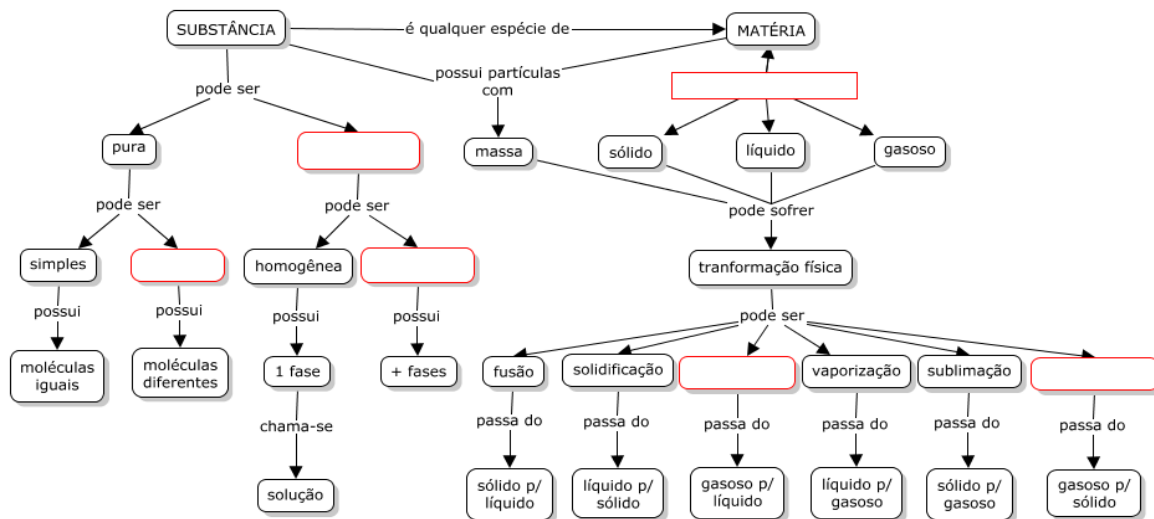 SUBSTÂNCIA
é qualquer espécie de
MATÉRIA
possui partículas
com
pode ser
pura
massa
sólido
líquido
gasoso
pode ser
pode ser
pode sofrer
simples
homogênea
tranformação física
possui
possui
possui
possui
pode ser
moléculas
iguais
moléculas
diferentes
1 fase
+ fases
fusão
solidificação
vaporização
sublimação
chama-se
passa do
passa do
passa do
passa do
passa do
passa do
solução
sólido p/
líquido
líquido p/
sólido
gasoso p/
líquido
líquido p/
gasoso
sólido p/
gasoso
gasoso p/
sólido